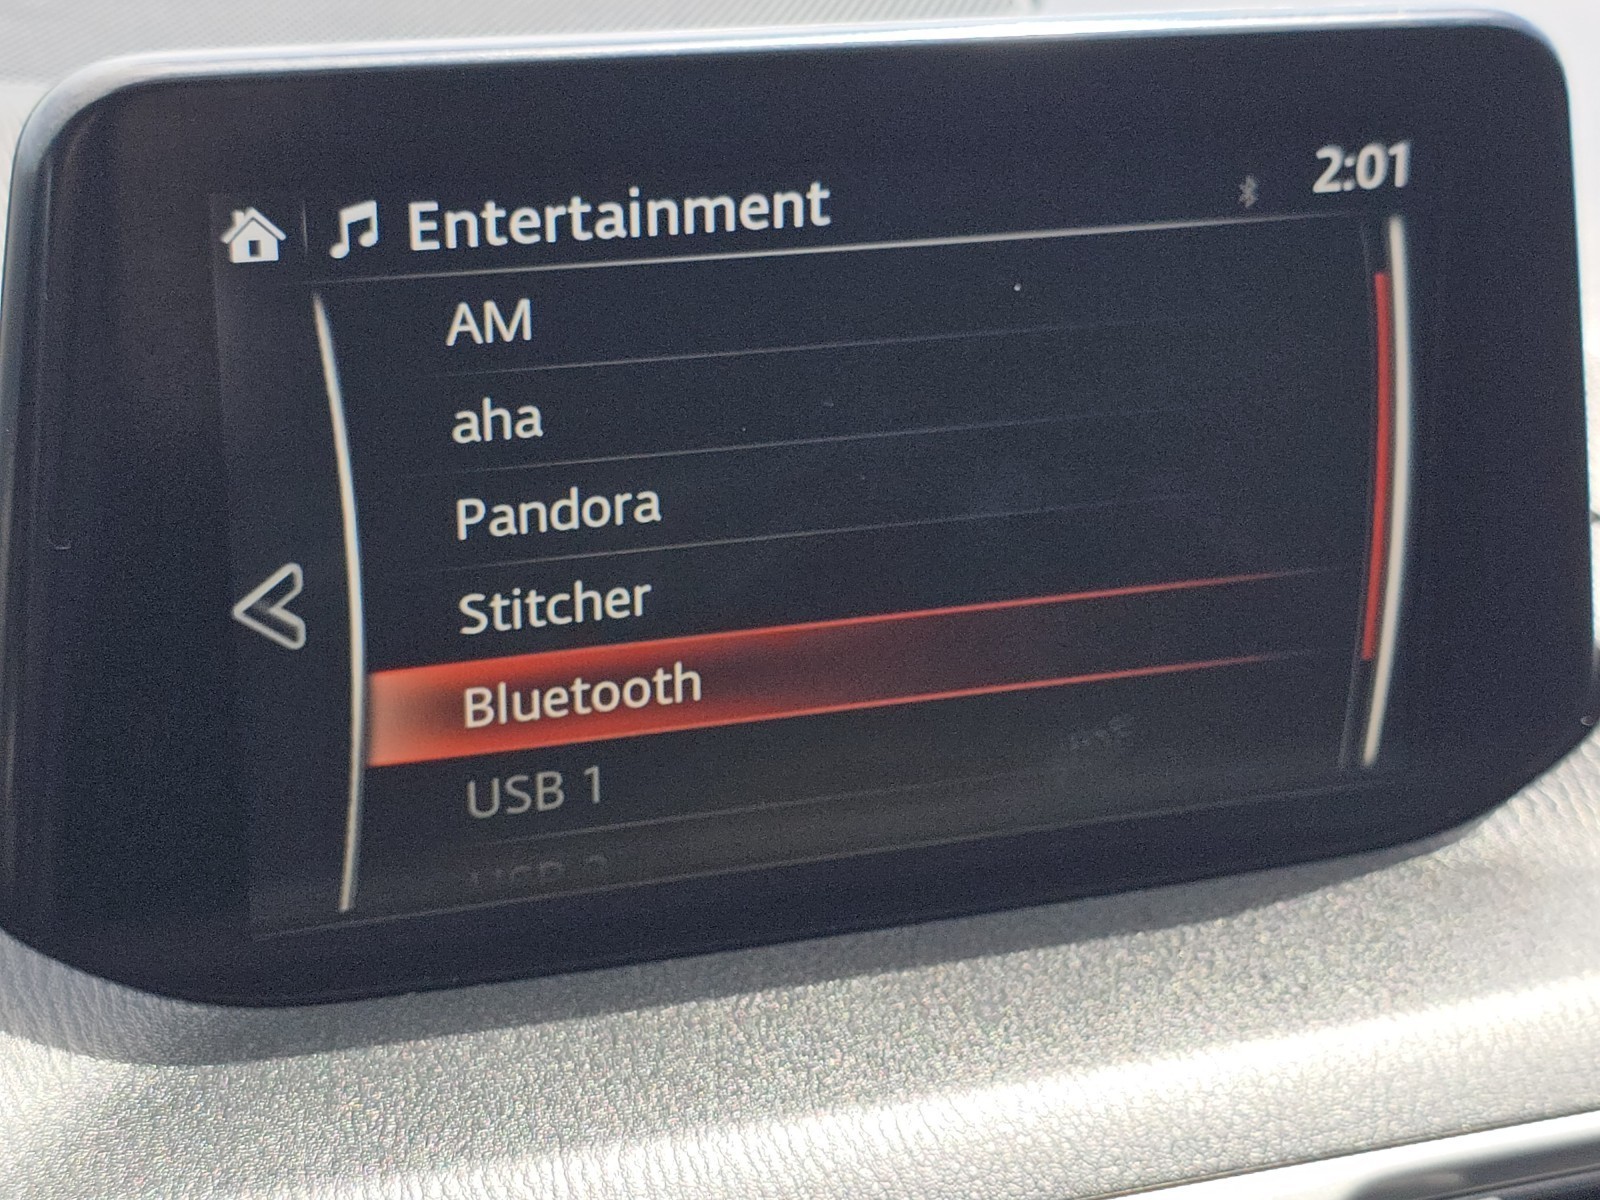 Entertainment
2:01
AM
aha
Pandora
Stitcher
Bluetooth
USB 1